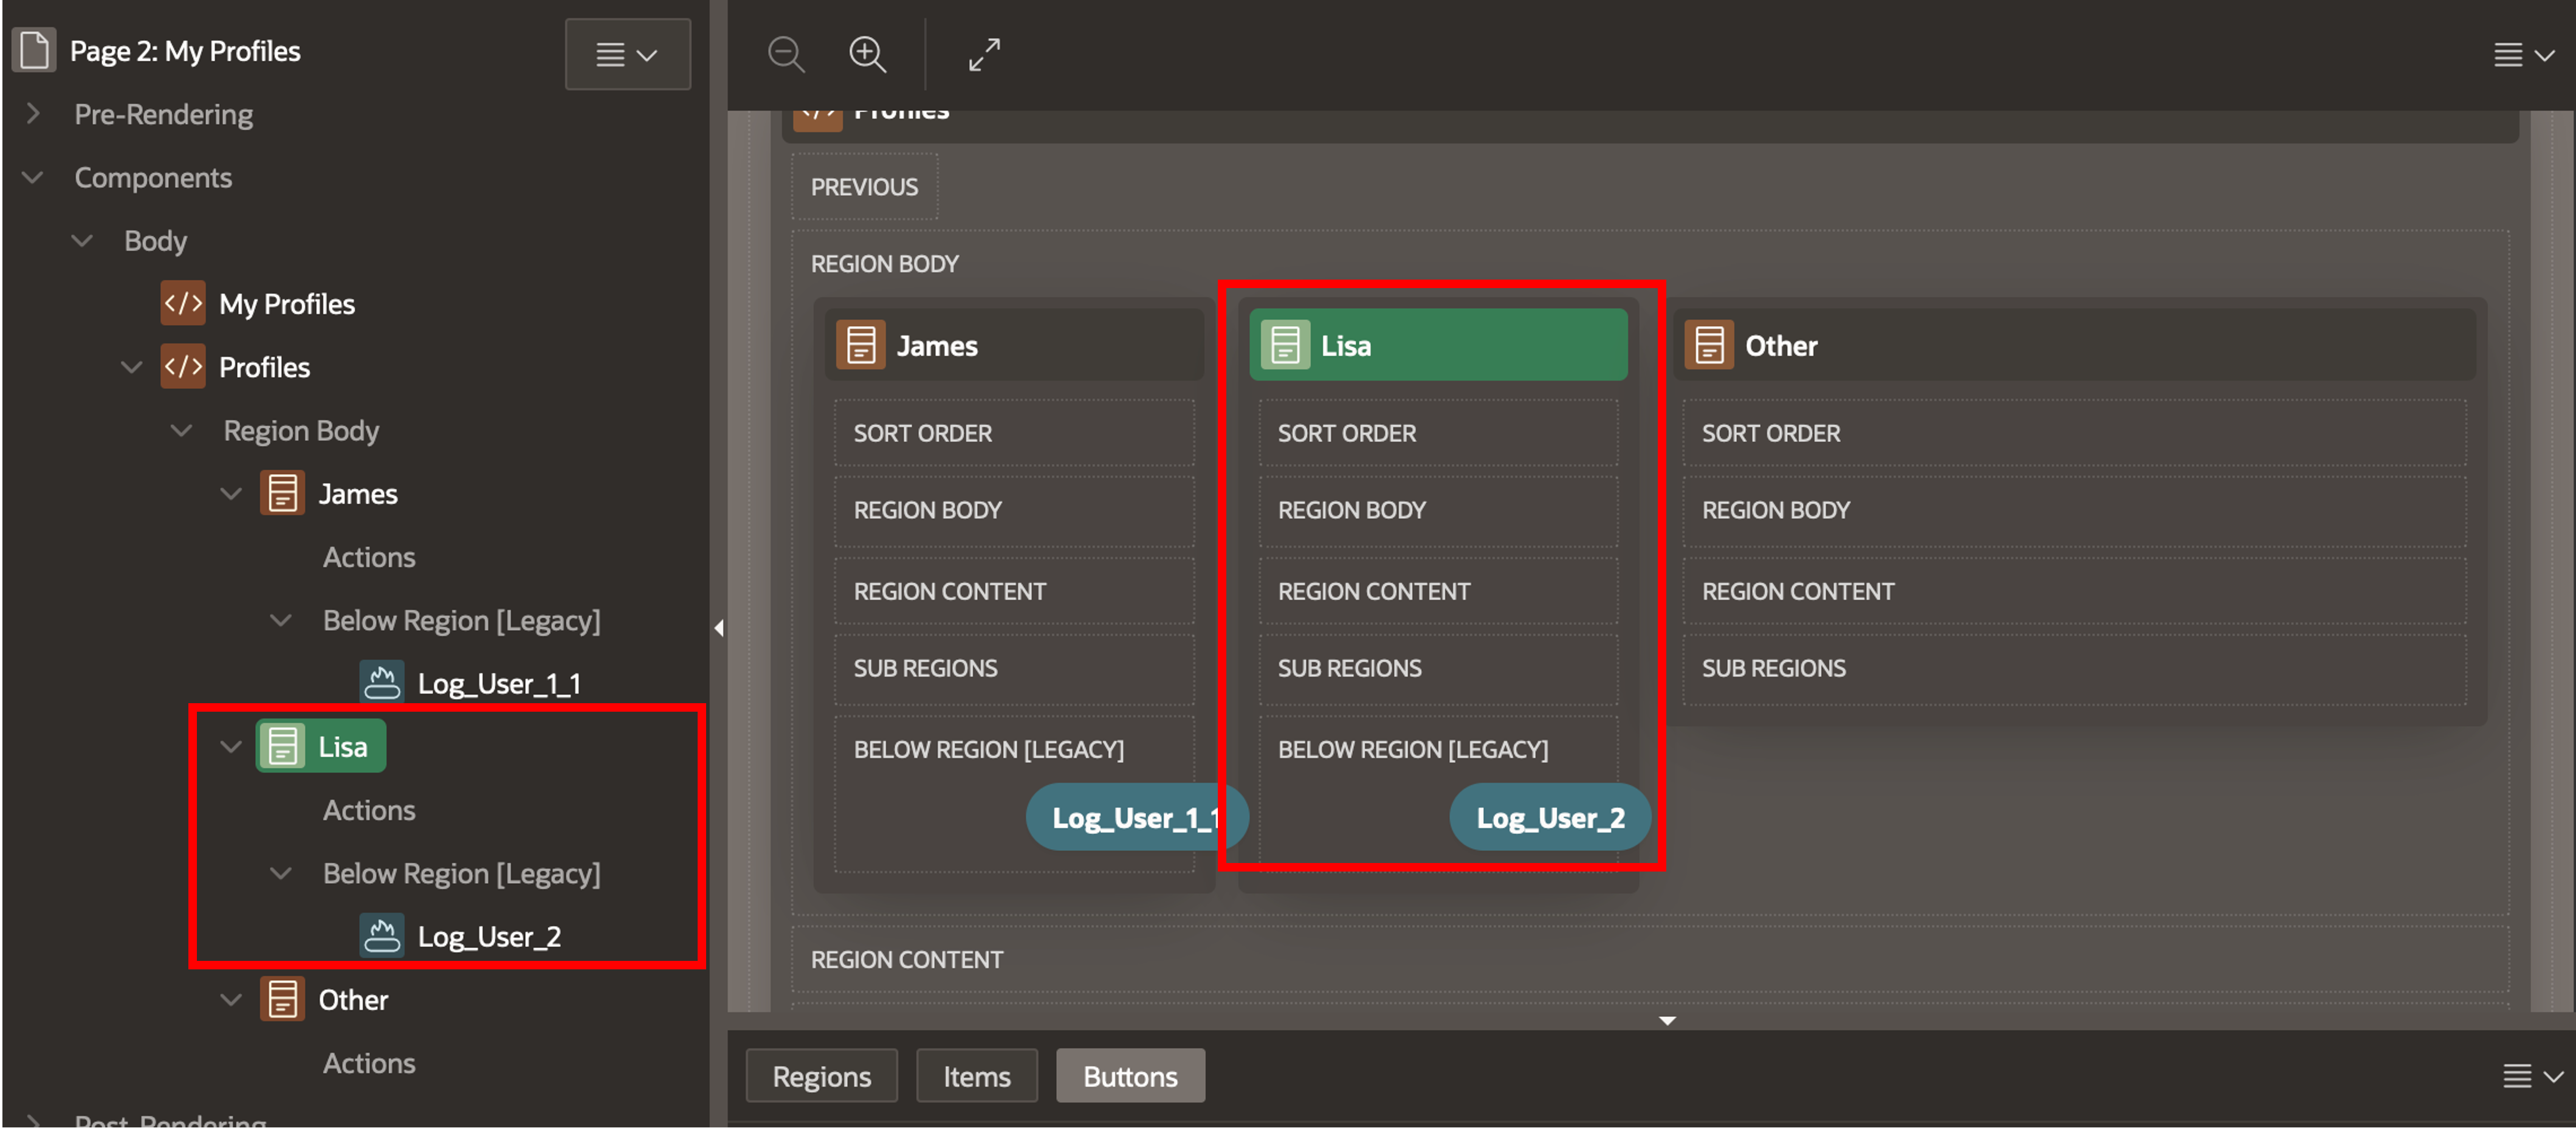 Page 2: My Profiles
Pre-Rendering
Components
Body
My Profiles
Profiles
Region Body
James
Actions
Below Region [Legacy]
Log_User_1_1
Lisa
Actions
Below Region [Legacy]
Log_User_2
Other
Actions
Post-Rendering
Profiles
PREVIOUS
REGION BODY
James
SORT ORDER
REGION BODY
REGION CONTENT
SUB REGIONS
BELOW REGION [LEGACY]
Log_User_1_1
Lisa
SORT ORDER
REGION BODY
REGION CONTENT
SUB REGIONS
BELOW REGION [LEGACY]
Log_User_2
Other
SORT ORDER
REGION BODY
REGION CONTENT
SUB REGIONS
REGION CONTENT
Regions
Items
Buttons